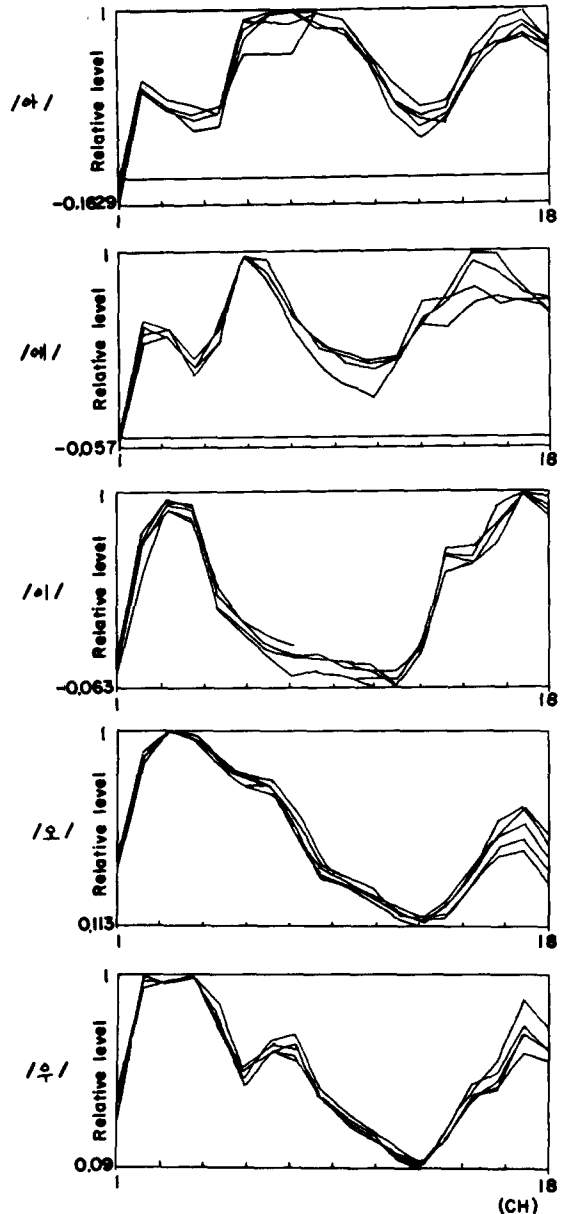 1
/아/
Relative level
-0.1629
1
18
1
/에/
Relative level
-0.057
1
18
1
/이/
Relative level
-0.063
1
18
1
/오/
Relative level
0.113
1
18
1
/우/
Relative level
0.09
1
18
(CH)